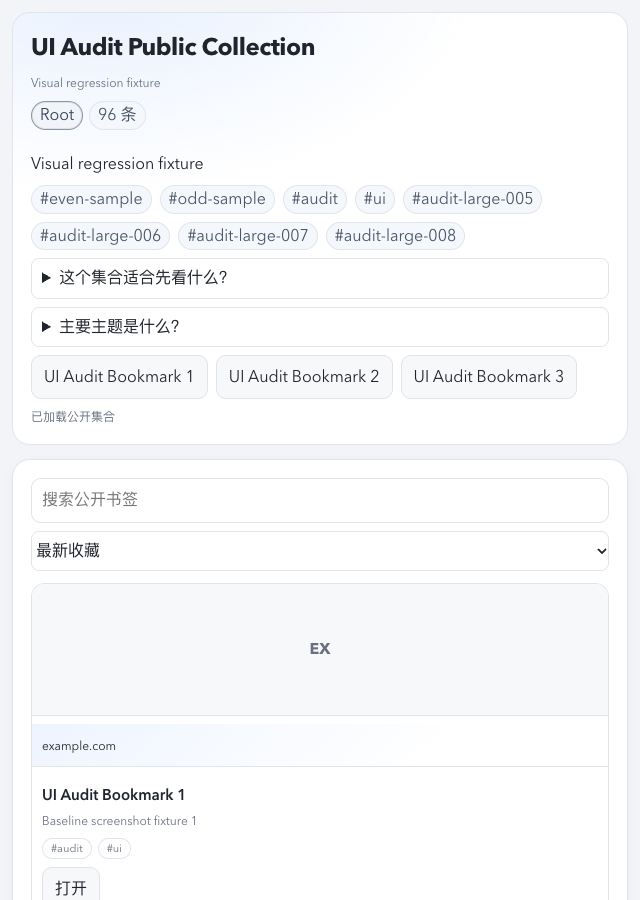 UI Audit Public Collection
Visual regression fixture
Root 96 条
Visual regression fixture
#even-sample #odd-sample #audit #ui #audit-large-005
#audit-large-006 #audit-large-007 #audit-large-008
这个集合适合先看什么?
主要主题是什么?
UI Audit Bookmark 1 UI Audit Bookmark 2 UI Audit Bookmark 3
已加载公开集合
搜索公开书签
最新收藏
EX
example.com
UI Audit Bookmark 1
Baseline screenshot fixture 1
#audit #ui
打开